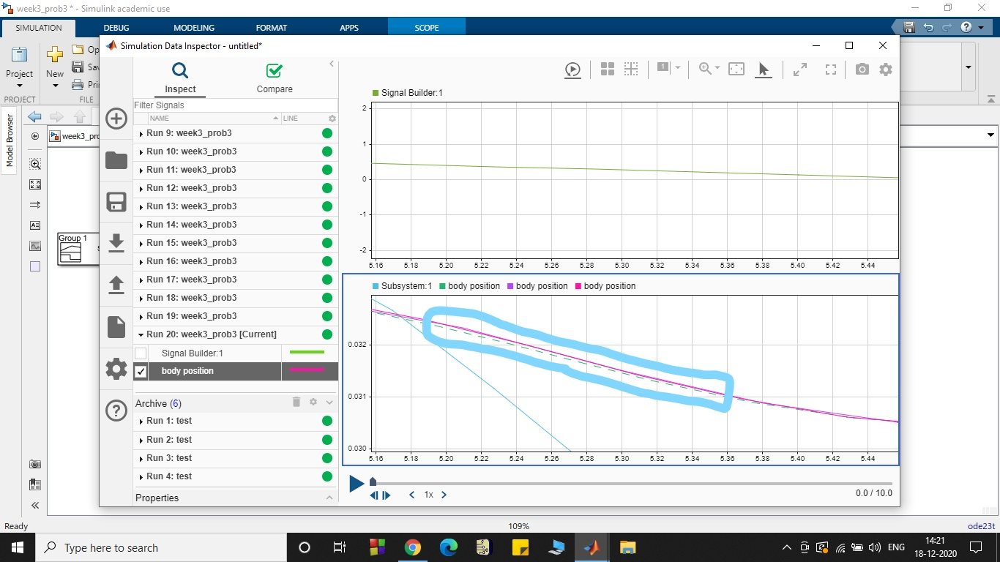 week3_prob3 * - Simulink academic use
SIMULATION DEBUG MODELING FORMAT APPS SCOPE
Project New
PROJECT FILE
Model Browser
week3_pro
Group 1
Simulation Data Inspector - untitled*
Inspect Compare
Filter Signals
NAME LINE
Run 9: week3_prob3
Run 10: week3_prob3
Run 11: week3_prob3
Run 12: week3_prob3
Run 13: week3_prob3
Run 14: week3_prob3
Run 15: week3_prob3
Run 16: week3_prob3
Run 17: week3_prob3
Run 18: week3_prob3
Run 19: week3_prob3
Run 20: week3_prob3 [Current]
Signal Builder:1
body position
Archive (6)
Run 1: test
Run 2: test
Run 3: test
Run 4: test
Properties
Signal Builder:1
2
1
0
-1
-2
5.16 5.18 5.20 5.22 5.24 5.26 5.28 5.30 5.32 5.34 5.36 5.38 5.40 5.42 5.44
Subsystem:1 body position body position body position
0.032
0.031
0.030
5.16 5.18 5.20 5.22 5.24 5.26 5.28 5.30 5.32 5.34 5.36 5.38 5.40 5.42 5.44
1x
0.0 / 10.0
Ready 109% ode23t
Type here to search
ENG
14:21
18-12-2020